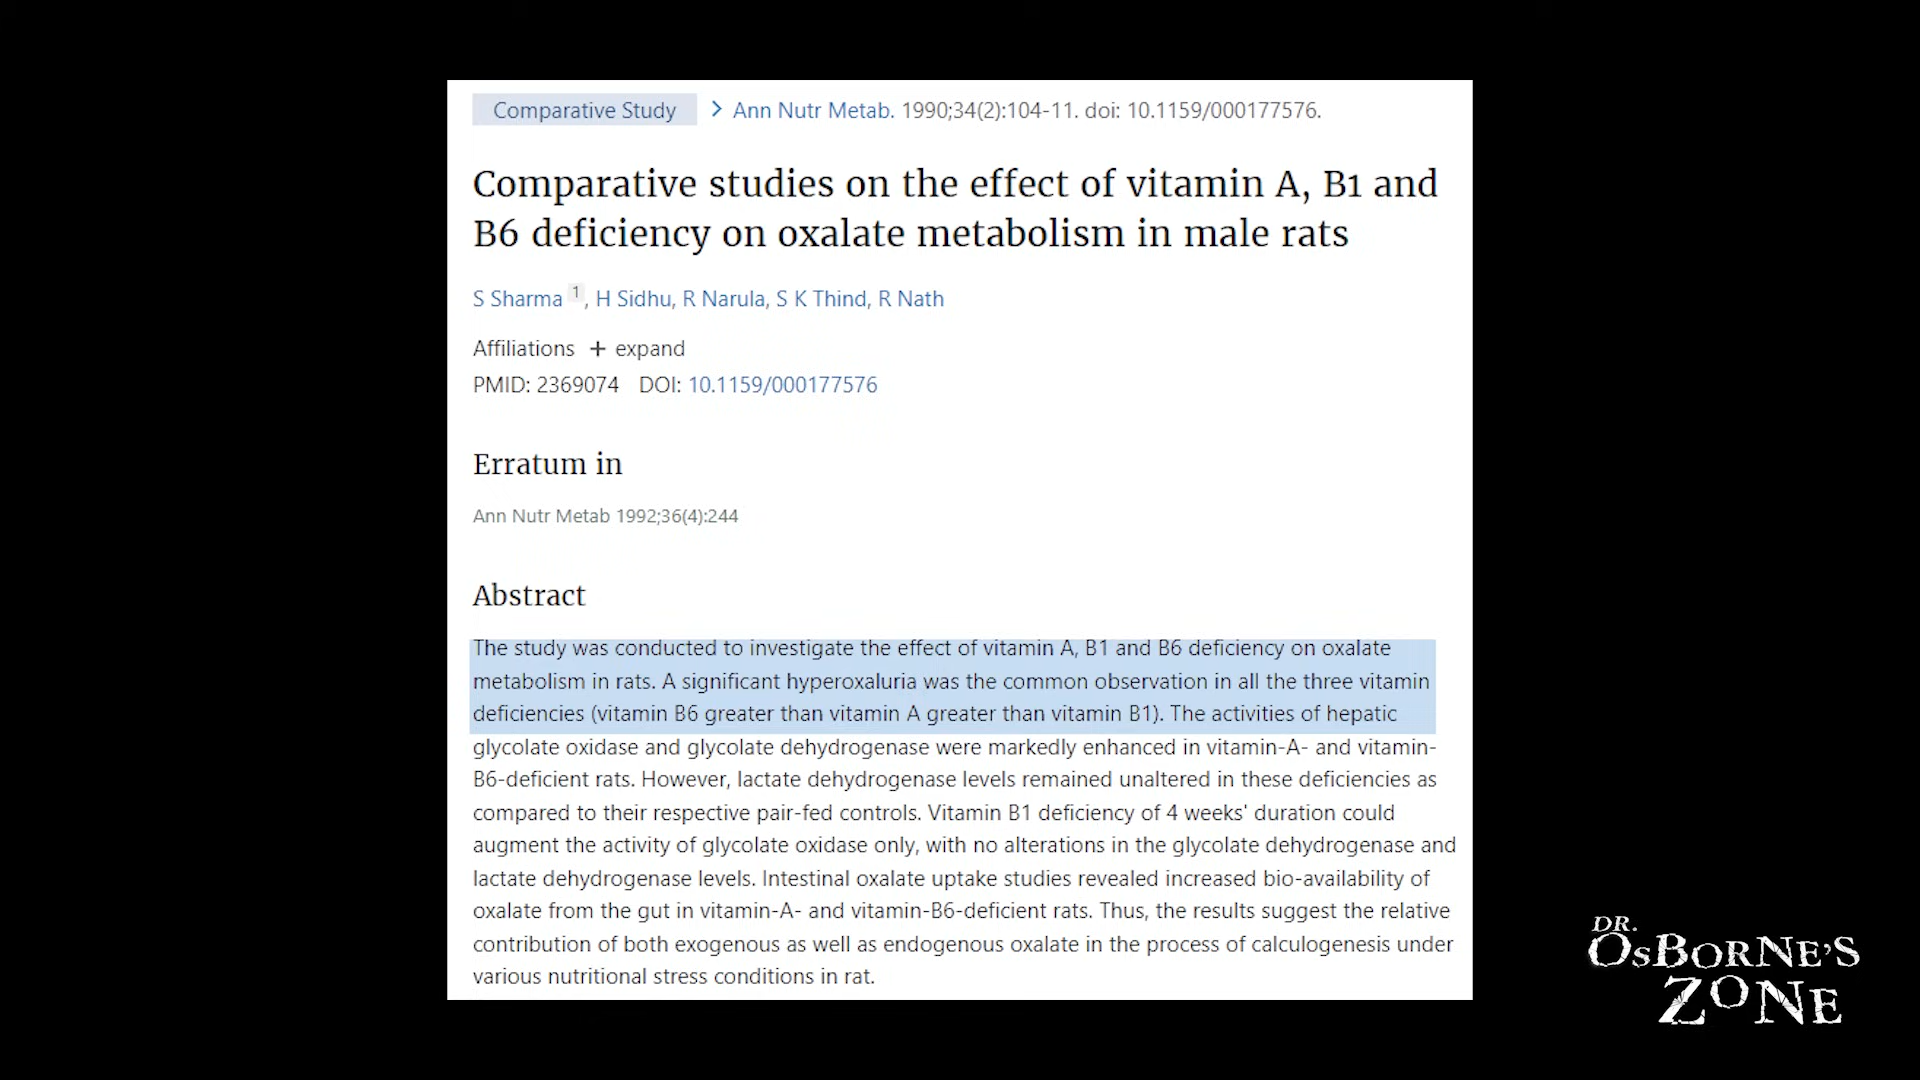 Comparative Study > Ann Nutr Metab. 1990;34(2):104-11. doi: 10.1159/000177576.
Comparative studies on the effect of vitamin A, B1 and
B6 deficiency on oxalate metabolism in male rats
S Sharma 1, H Sidhu, R Narula, S K Thind, R Nath
Affiliations + expand
PMID: 2369074 DOI: 10.1159/000177576
Erratum in
Ann Nutr Metab 1992;36(4):244
Abstract
The study was conducted to investigate the effect of vitamin A, B1 and B6 deficiency on oxalate
metabolism in rats. A significant hyperoxaluria was the common observation in all the three vitamin
deficiencies (vitamin B6 greater than vitamin A greater than vitamin B1). The activities of hepatic
glycolate oxidase and glycolate dehydrogenase were markedly enhanced in vitamin-A- and vitamin-
B6-deficient rats. However, lactate dehydrogenase levels remained unaltered in these deficiencies as
compared to their respective pair-fed controls. Vitamin B1 deficiency of 4 weeks' duration could
augment the activity of glycolate oxidase only, with no alterations in the glycolate dehydrogenase and
lactate dehydrogenase levels. Intestinal oxalate uptake studies revealed increased bio-availability of
oxalate from the gut in vitamin-A- and vitamin-B6-deficient rats. Thus, the results suggest the relative
contribution of both exogenous as well as endogenous oxalate in the process of calculogenesis under
various nutritional stress conditions in rat.
DR.
OSBORNE'S
ZONE